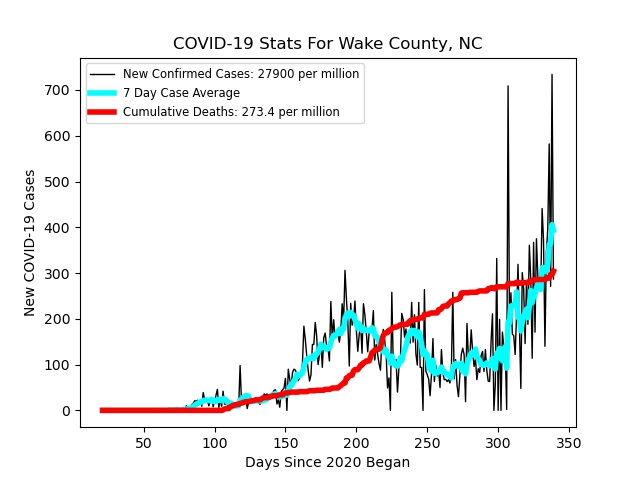 COVID-19 Stats For Wake County, NC
New Confirmed Cases: 27900 per million
7 Day Case Average
Cumulative Deaths: 273.4 per million
New COVID-19 Cases
700
600
500
400
300
200
100
0
50 100 150 200 250 300 350
Days Since 2020 Began